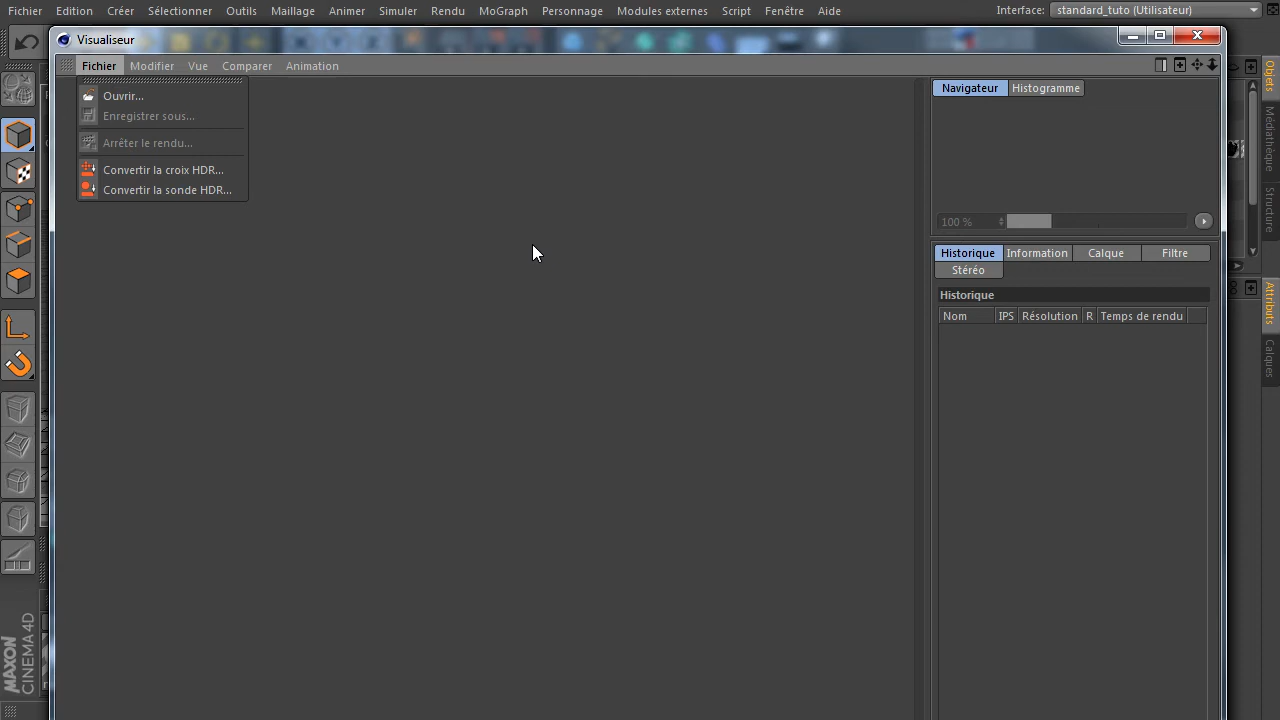 Fichier Edition Créer Sélectionner Outils Maillage Animer Simuler Rendu MoGraph Personnage Modules externes Script Fenêtre Aide Interface: standard_tuto (Utilisateur)
Visualiseur
Fichier Modifier Vue Comparer Animation
Ouvrir...
Enregistrer sous...
Arrêter le rendu...
Convertir la croix HDR...
Convertir la sonde HDR...
Navigateur Histogramme
100 %
Historique Information Calque Filtre
Stéréo
Historique
Nom IPS Résolution R Temps de rendu
Objets
Médiathèque
Structure
Attributs
Calques
MAXON
CINEMA 4D